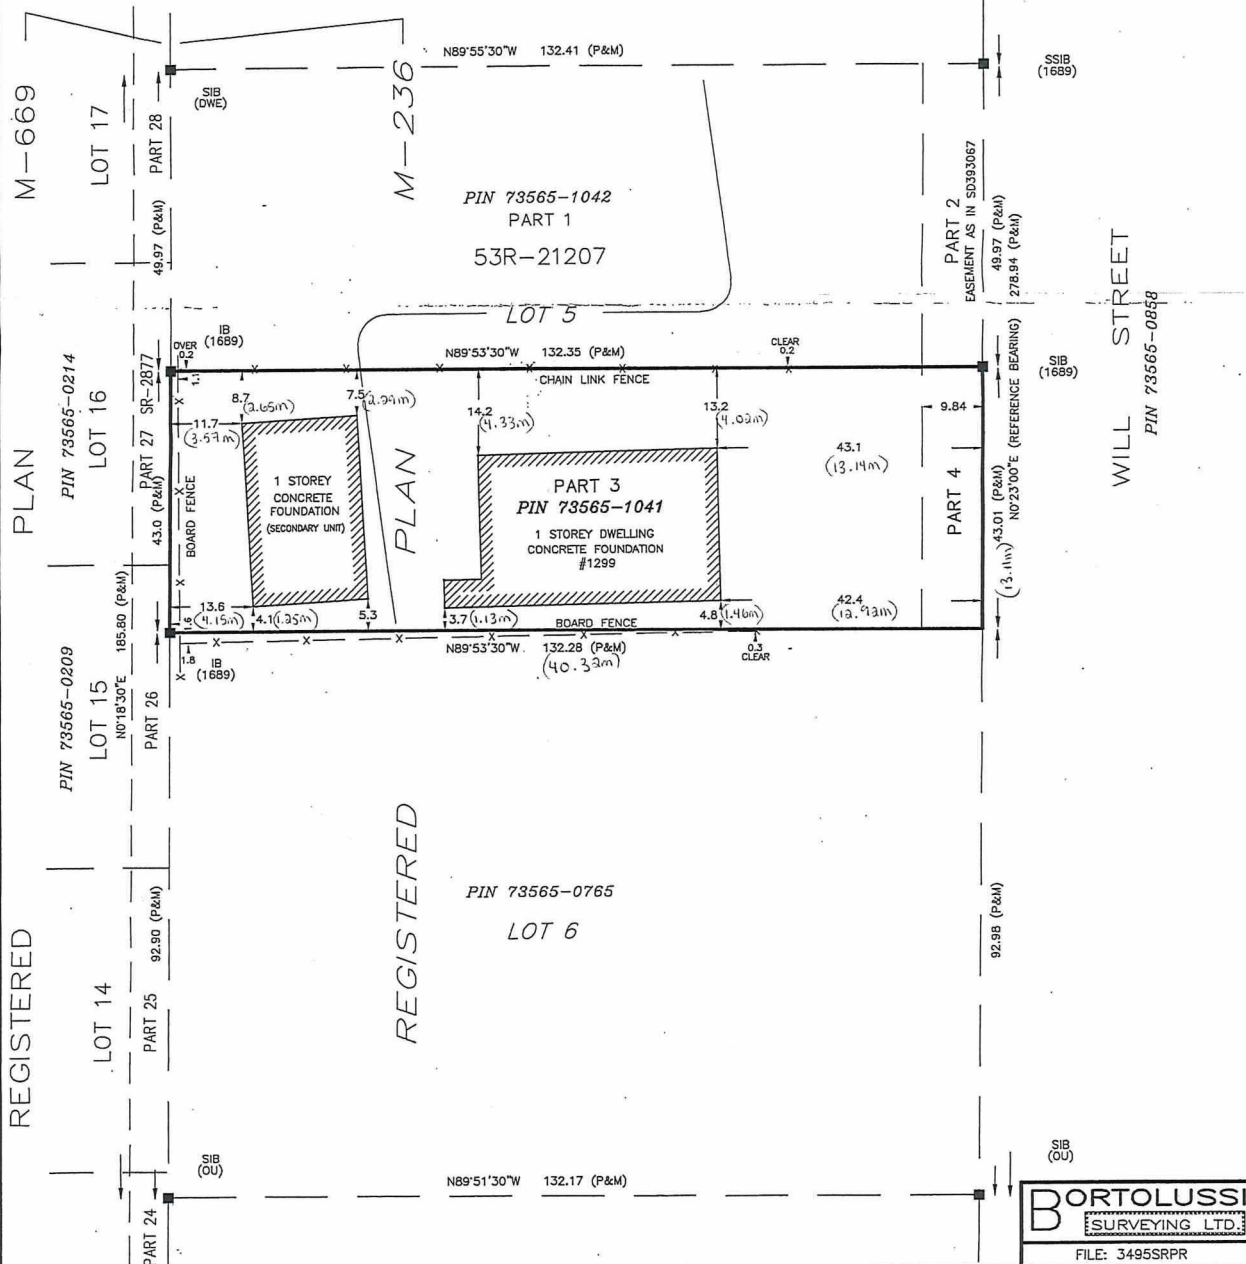 N89°55'30"W 132.41 (P&M)
SSIB
(1689)
SIB
(DWE)
M-669
LOT 17
PART 28
49.97 (P&M)
M-236
PIN 73565-1042
PART 1
53R-21207
PART 2
EASEMENT AS IN SD393067
49.97 (P&M)
278.94 (P&M)
WILL STREET
PIN 73565-0858
LOT 5
IB
(1689)
OVER
0.2
N89°53'30"W 132.35 (P&M)
CLEAR
0.2
CHAIN LINK FENCE
SIB
(1689)
PLAN
PIN 73565-0214
LOT 16
PART 27 SR-2877
43.0 (P&M)
1.1
8.7
(2.65m)
7.5
(2.29m)
11.7
(3.57m)
14.2
(4.33m)
13.2
(4.02m)
9.84
43.1
(13.14m)
BOARD FENCE
1 STOREY
CONCRETE
FOUNDATION
(SECONDARY UNIT)
PLAN
PART 3
PIN 73565-1041
1 STOREY DWELLING
CONCRETE FOUNDATION
#1299
PART 4
43.01 (P&M)
(13.11m)
N0°23'00"E (REFERENCE BEARING)
13.6
(4.15m)
4.1 (1.25m)
5.3
3.7 (1.13m)
BOARD FENCE
4.8 (1.46m)
42.4
(12.92m)
1.6
1.8
IB
(1689)
N89°53'30"W 132.28 (P&M)
(40.32m)
0.3
CLEAR
PIN 73565-0209
LOT 15
N0°18'30"E 185.80 (P&M)
PART 26
REGISTERED
PIN 73565-0765
LOT 6
REGISTERED
LOT 14
PART 25
92.90 (P&M)
92.98 (P&M)
SIB
(OU)
SIB
(OU)
N89°51'30"W 132.17 (P&M)
PART 24
BORTOLUSSI
SURVEYING LTD.
FILE: 3495SRPR